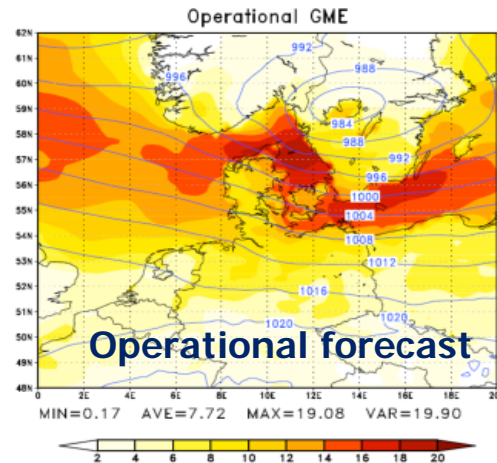 Operational GME
62N
61N
60N
59N
58N
57N
56N
55N
54N
53N
52N
51N
50N
49N
48N
992
988
996
984
988
992
996
1000
1004
1008
1012
1016
1020
1020
Operational forecast
0 2E 4E 6E 8E 10E 12E 14E 16E 18E 20E
MIN=0.17 AVE=7.72 MAX=19.08 VAR=19.90
2 4 6 8 10 12 14 16 18 20